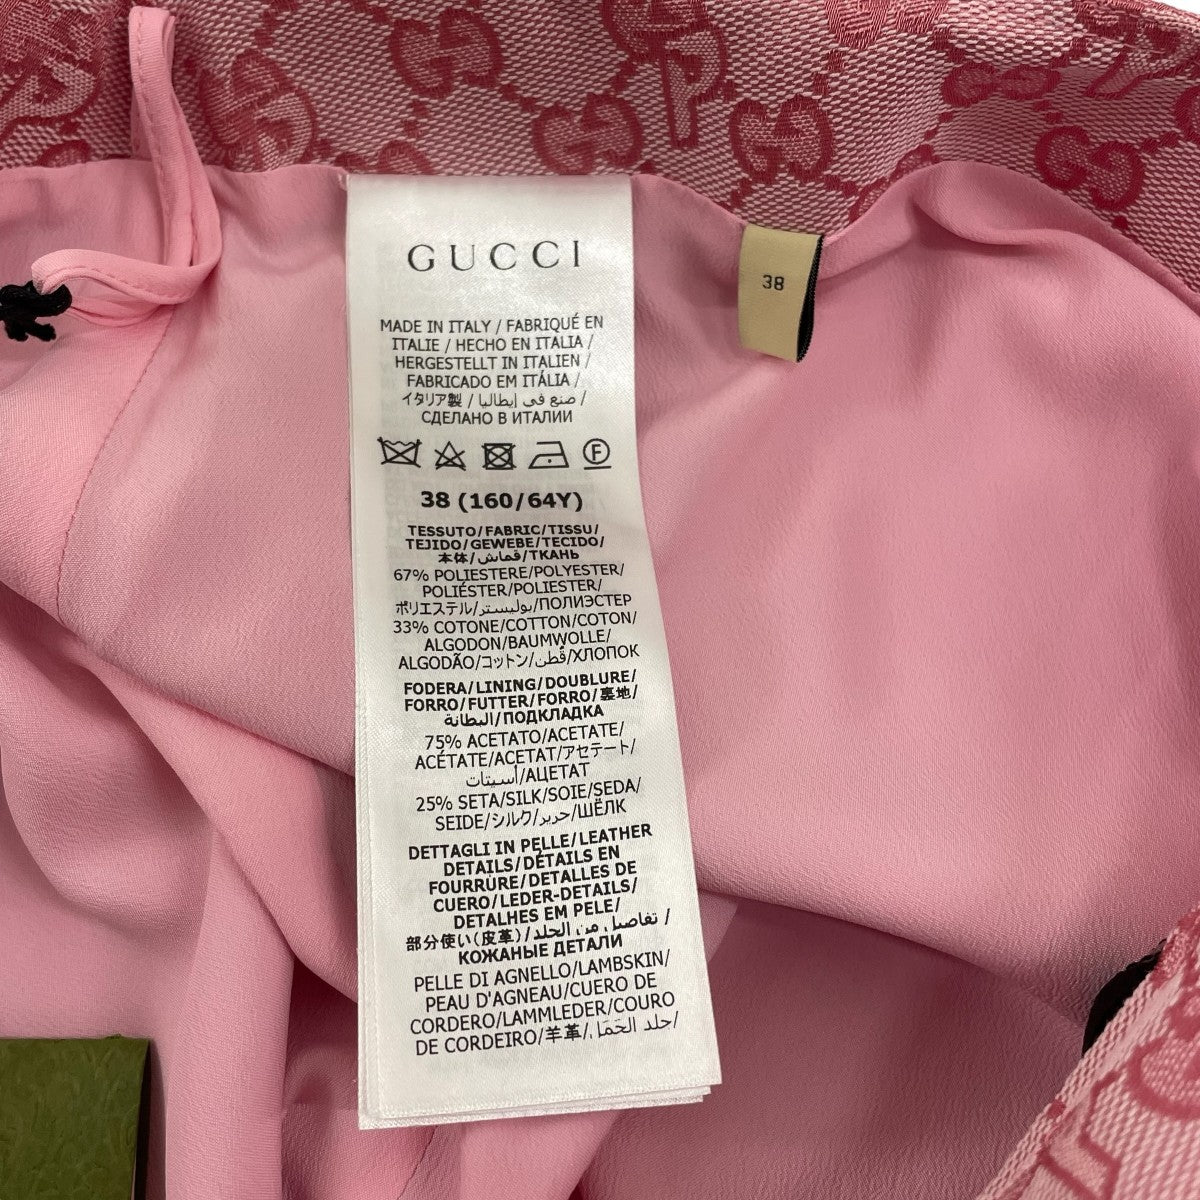 GUCCI
38
MADE IN ITALY / FABRIQUÉ EN
ITALIE / HECHO EN ITALIA /
HERGESTELLT IN ITALIEN /
FABRICADO EM ITÁLIA /
イタリア製 / صنع في إيطاليا /
СДЕЛАНО В ИТАЛИИ
F
38 (160/64Y)
TESSUTO/FABRIC/TISSU/
TEJIDO/GEWEBE/TECIDO/
本体/قماش/ТКАНЬ
67% POLIESTERE/POLYESTER/
POLIÉSTER/POLIESTER/
ポリエステル/بوليستر/ПОЛИЭСТЕР
33% COTONE/COTTON/COTON/
ALGODON/BAUMWOLLE/
ALGODÃO/コットン/قطن/ХЛОПОК
FODERA/LINING/DOUBLURE/
FORRO/FUTTER/FORRO/裏地/
البطانة/ПОДКЛАДКА
75% ACETATO/ACETATE/
ACÉTATE/ACETAT/アセテート/
أسيتات/АЦЕТАТ
25% SETA/SILK/SOIE/SEDA/
SEIDE/シルク/حرير/ШЁЛК
DETTAGLI IN PELLE/LEATHER
DETAILS/DÉTAILS EN
FOURRURE/DETALLES DE
CUERO/LEDER-DETAILS/
DETALHES EM PELE/
部分使い(皮革)/تفاصيل من الجلد /
КОЖАНЫЕ ДЕТАЛИ
PELLE DI AGNELLO/LAMBSKIN/
PEAU D'AGNEAU/CUERO DE
CORDERO/LAMMLEDER/COURO
DE CORDEIRO/羊革/جلد الحَمَل/